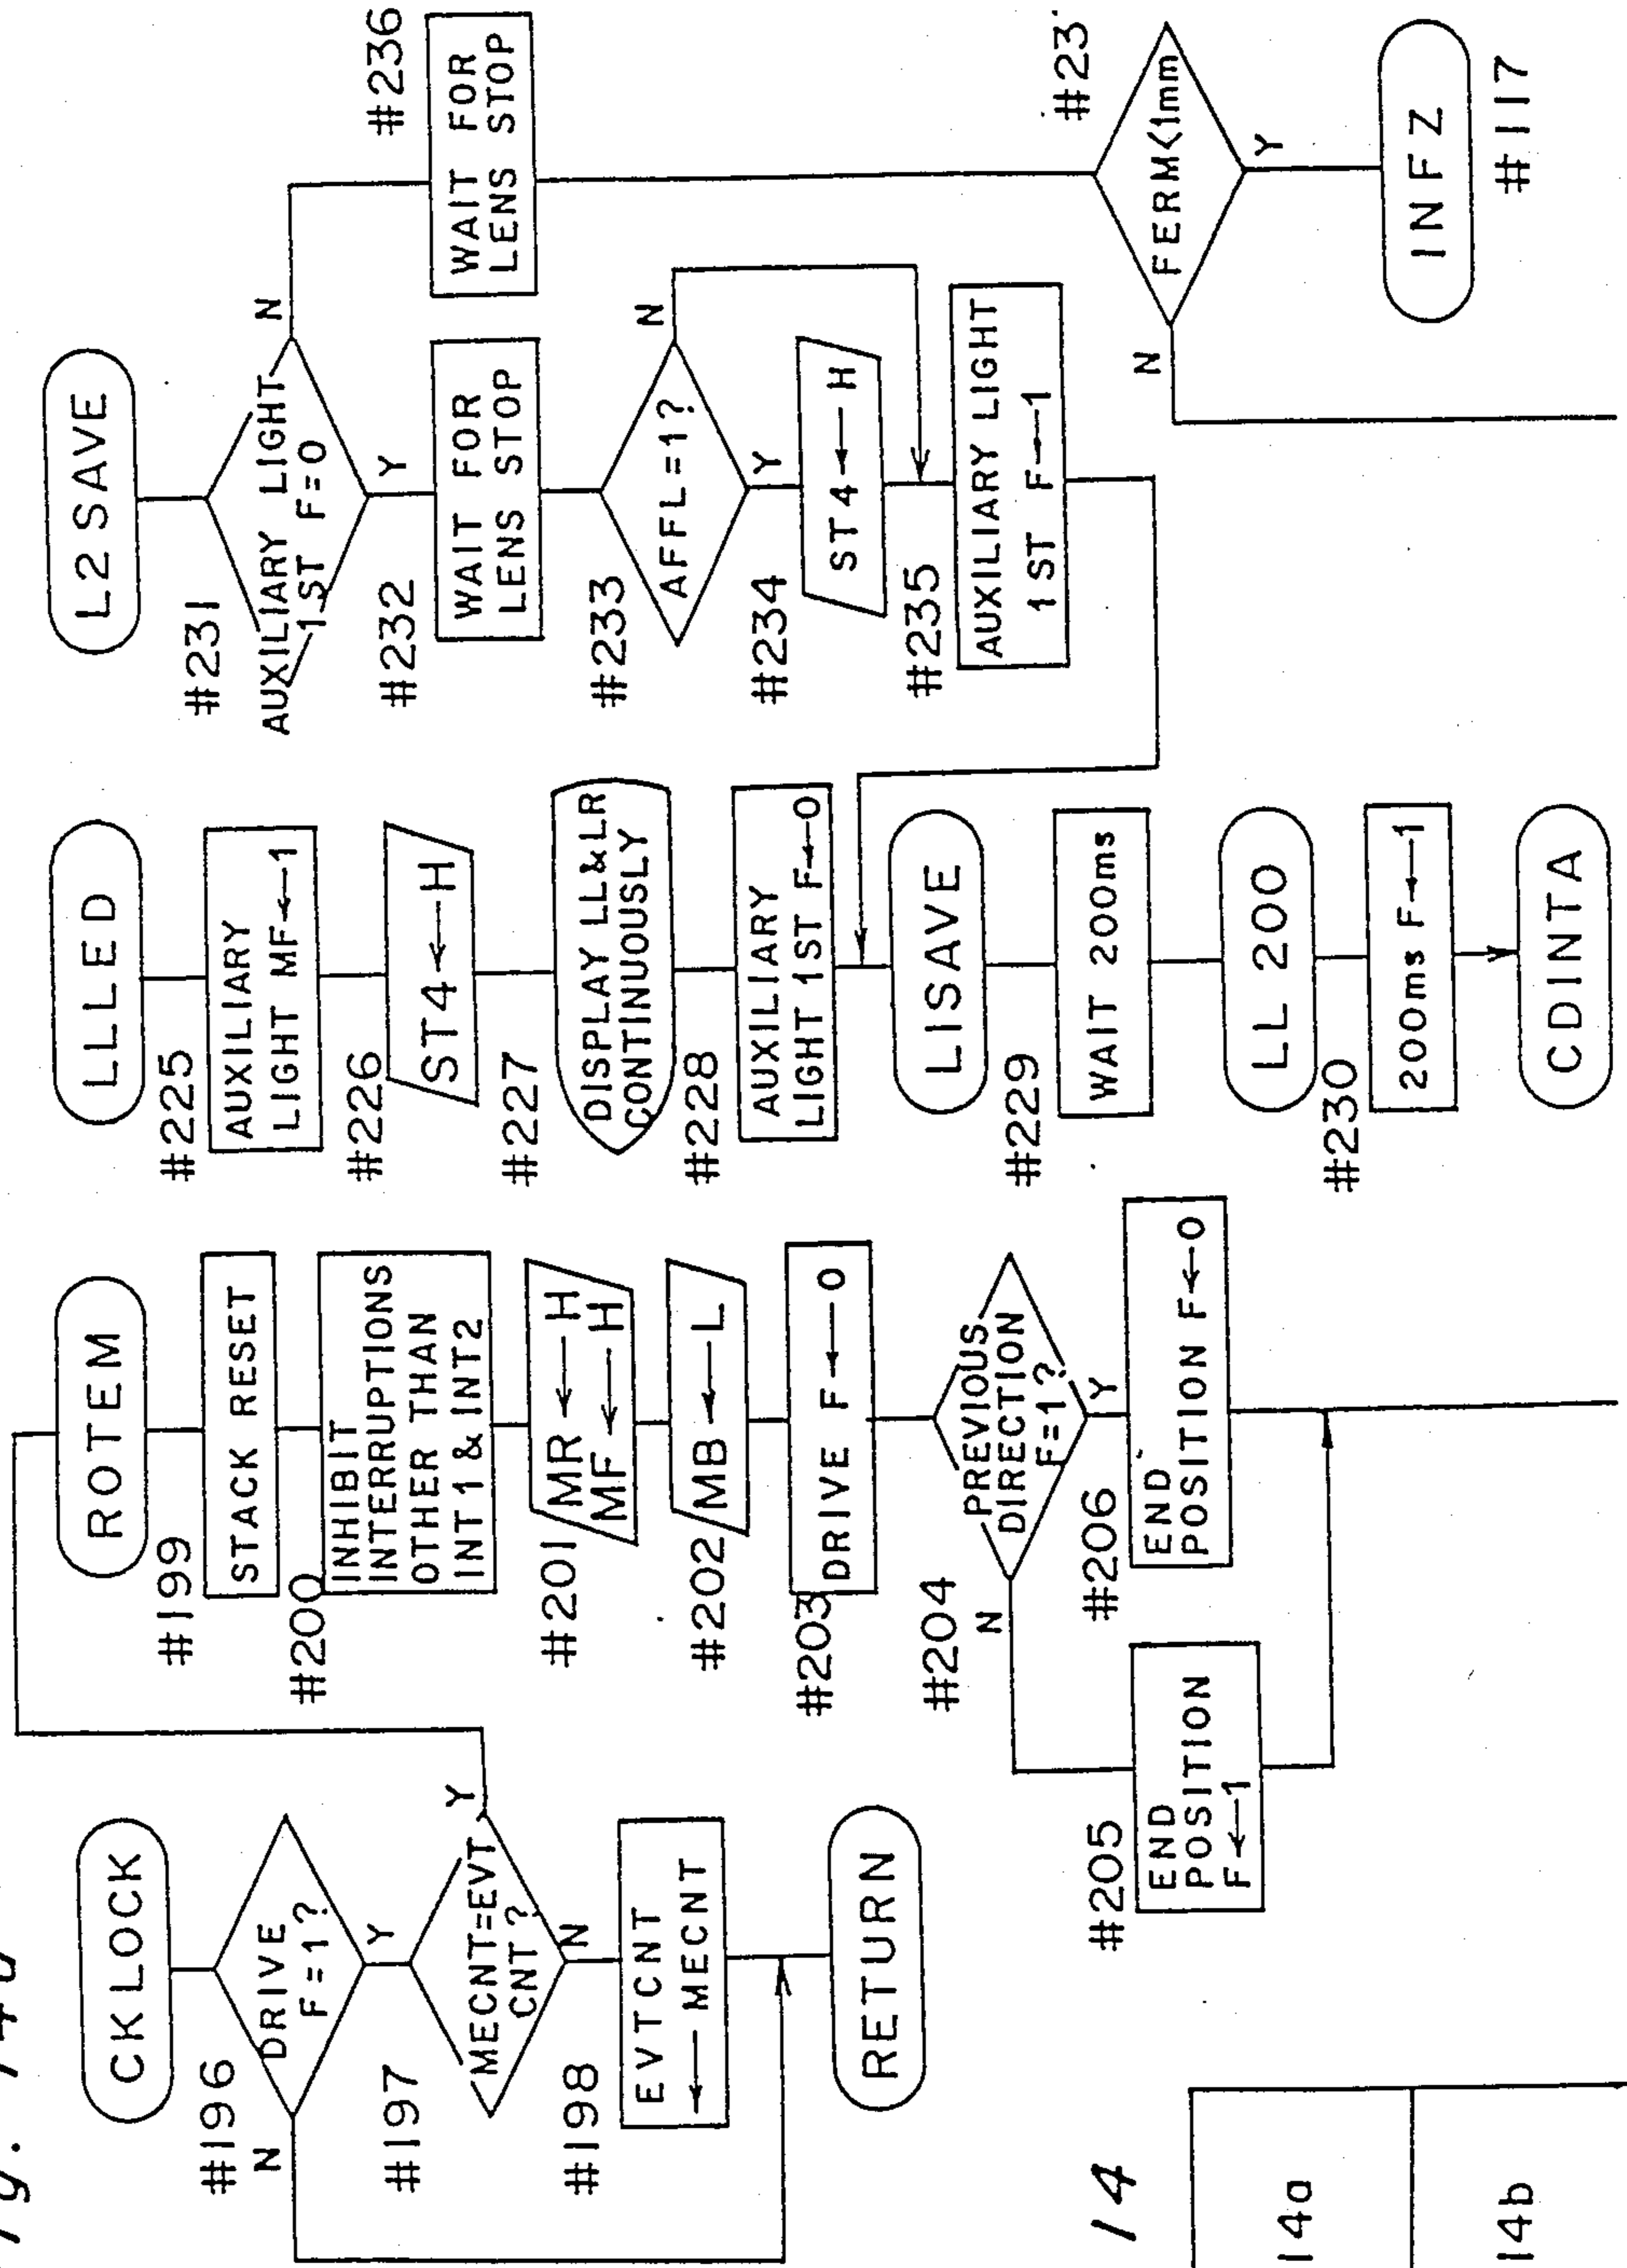 CKLOCK
#196
DRIVE
F=1?
N
Y
#197
MECNT=EVT
CNT?
Y
N
#198
EVTCNT
←MECNT
RETURN
14
14a
14b
ROTEM
#199
STACK RESET
#200
INHIBIT
INTERRUPTIONS
OTHER THAN
INT1 & INT2
#201
MR←H
MF←H
#202
MB←L
#203
DRIVE F←0
#204
PREVIOUS
DIRECTION
F=1?
N
Y
#205
END
POSITION
F←1
#206
END
POSITION F←0
LLLED
#225
AUXILIARY
LIGHT MF←1
#226
ST4←H
#227
DISPLAY LL&LR
CONTINUOUSLY
#228
AUXILIARY
LIGHT 1ST F←0
LISAVE
#229
WAIT 200ms
LL 200
#230
200ms F←1
CDINTA
L2SAVE
#231
AUXILIARY LIGHT
1ST F=0
N
Y
#232
WAIT FOR
LENS STOP
#233
AFFL=1?
N
Y
#234
ST4←H
#235
AUXILIARY LIGHT
1ST F←1
#236
WAIT FOR
LENS STOP
#23
FERM<1mm
N
Y
INFZ
#117